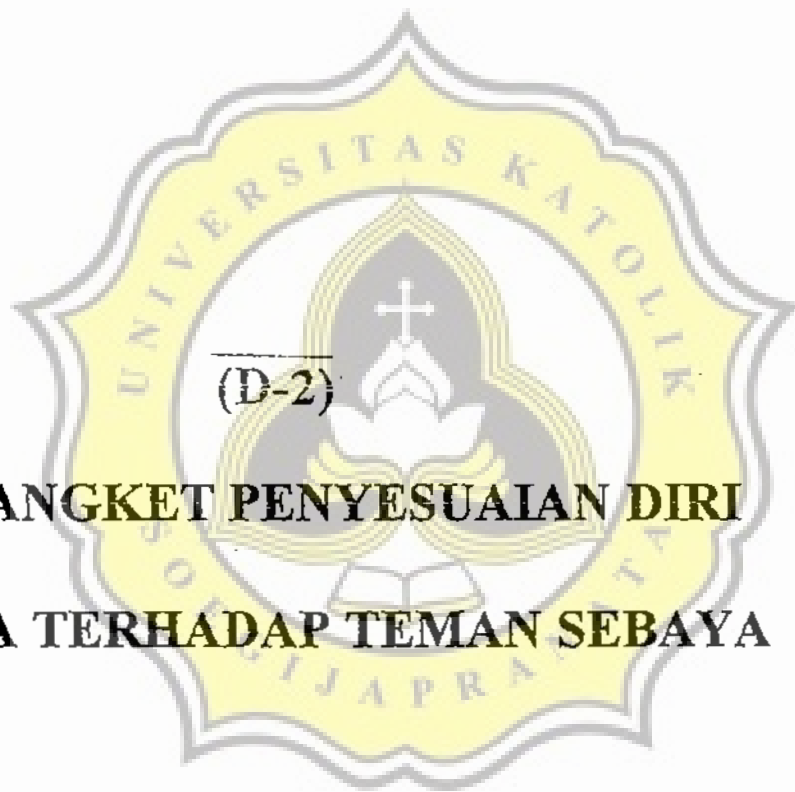 UNIVERSITAS KATOLIK
(D-2)
ANGKET PENYESUAIAN DIRI
A TERHADAP TEMAN SEBAYA
SOEGIJAPRANATA